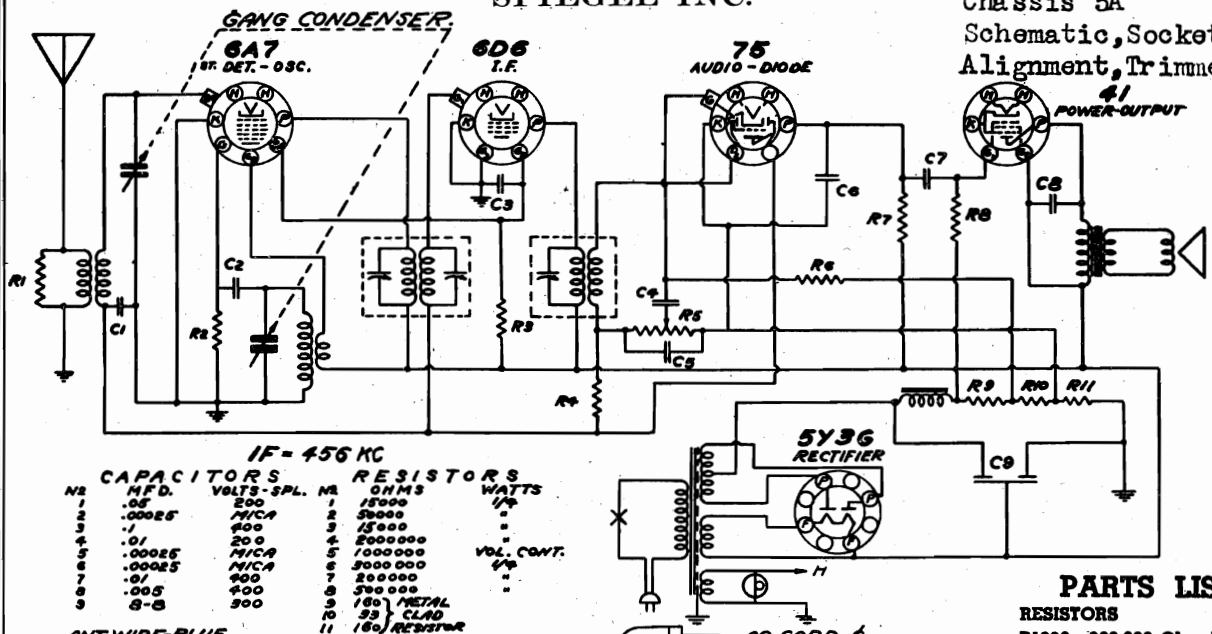 SPIEGEL INC.
Chassis 5A
Schematic, Socket
Alignment, Trimme
GANG CONDENSER.
6A7
1ST. DET.-OSC.
6D6
I.F.
75
AUDIO-DIODE
41
POWER-OUTPUT
C3
C6
C7
C8
R7
R8
R1
C1
C2
R2
R3
C4
R5
C5
R6
R4
R9
R10
R11
C9
5Y3G
RECTIFIER
H
IF = 456 KC
CAPACITORS RESISTORS
No MFD. VOLTS-SPL. No OHMS WATTS
1 .05 200 1 15000 1/4
2 .00025 MICA 2 50000 "
3 .1 400 3 15000 "
4 .01 200 4 2000000 "
5 .00025 MICA 5 1000000 VOL. CONT.
6 .00025 MICA 6 3000000 1/4
7 .01 400 7 200000 "
8 .005 400 8 500000 "
9 8-8 300 9 160 METAL
10 33 CLAD
11 160 RESISTOR
ANT. WIRE-BLUE
PARTS LIS
RESISTORS